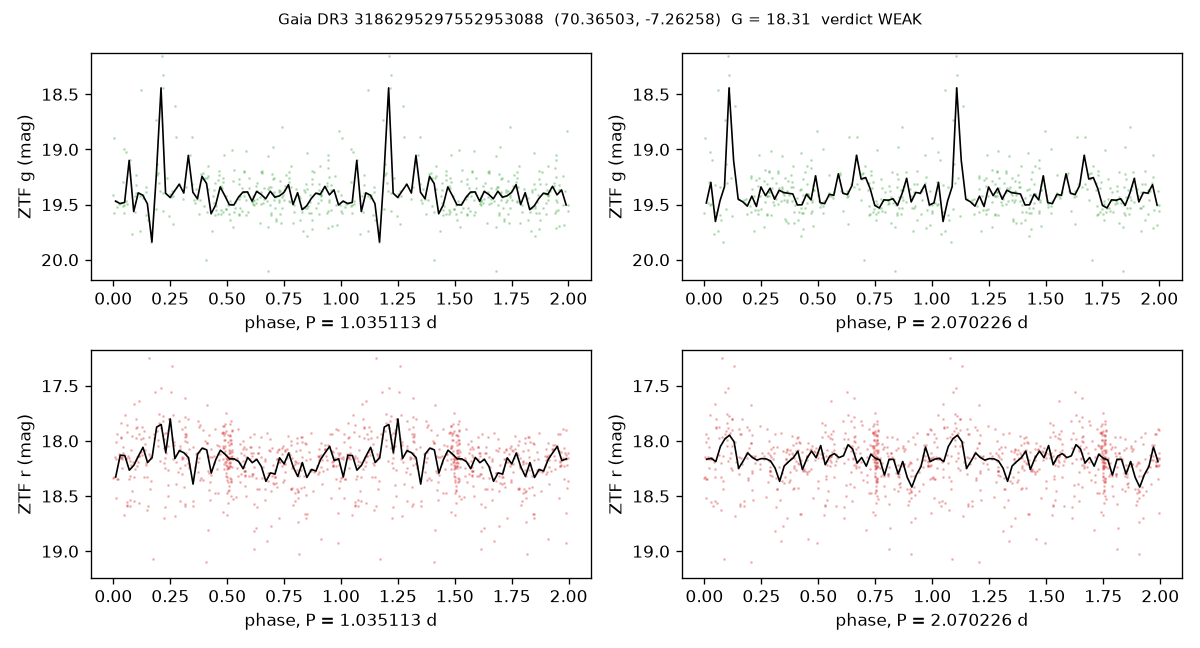 Gaia DR3 3186295297552953088  (70.36503, -7.26258)  G = 18.31  verdict WEAK
ZTF g (mag)
18.5
19.0
19.5
20.0
0.00 0.25 0.50 0.75 1.00 1.25 1.50 1.75 2.00
phase, P = 1.035113 d
ZTF g (mag)
18.5
19.0
19.5
20.0
0.00 0.25 0.50 0.75 1.00 1.25 1.50 1.75 2.00
phase, P = 2.070226 d
ZTF r (mag)
17.5
18.0
18.5
19.0
0.00 0.25 0.50 0.75 1.00 1.25 1.50 1.75 2.00
phase, P = 1.035113 d
ZTF r (mag)
17.5
18.0
18.5
19.0
0.00 0.25 0.50 0.75 1.00 1.25 1.50 1.75 2.00
phase, P = 2.070226 d